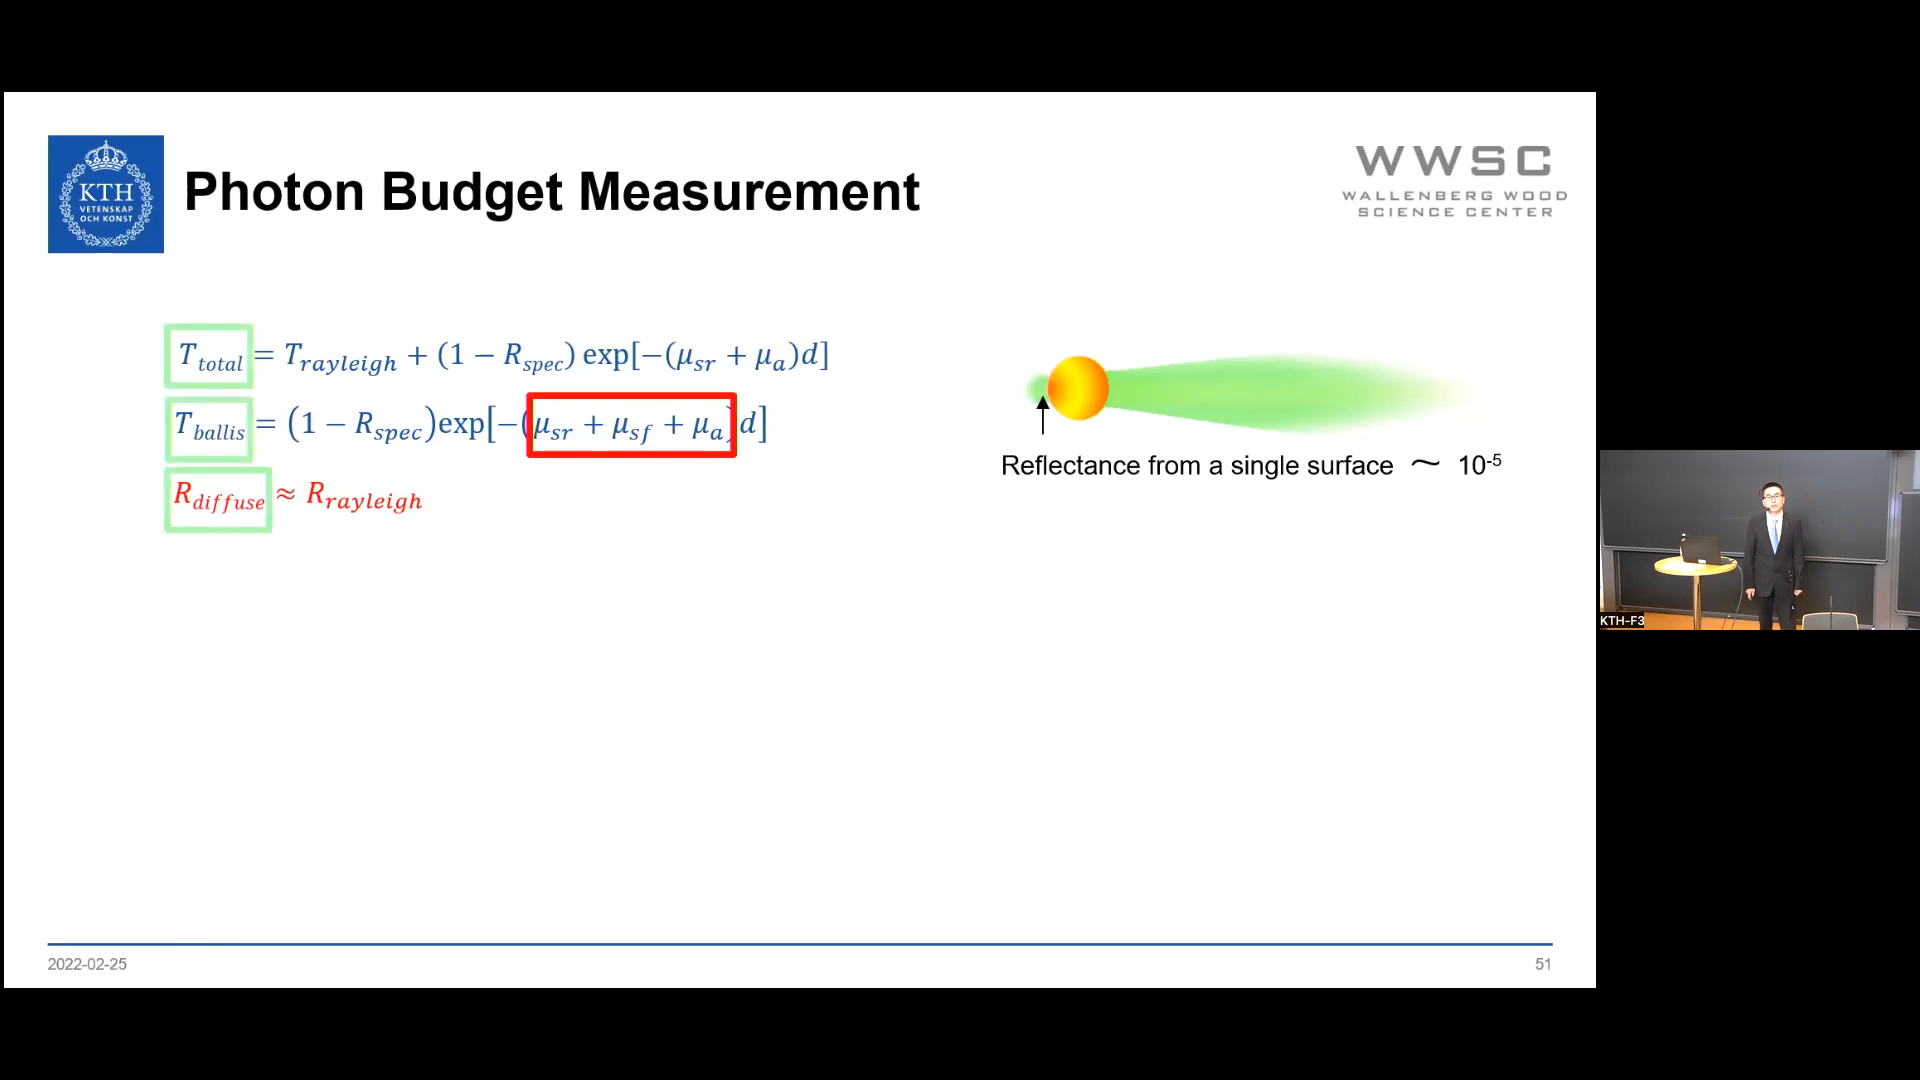 KTH
VETENSKAP
OCH KONST
Photon Budget Measurement
WWSC
WALLENBERG WOOD
SCIENCE CENTER
T_total = T_rayleigh + (1 − R_spec) exp[−(μ_sr + μ_a)d]
T_ballis = (1 − R_spec)exp[−(μ_sr + μ_sf + μ_a)d]
R_diffuse ≈ R_rayleigh
Reflectance from a single surface ~ 10⁻⁵
2022-02-25
51
KTH-F3